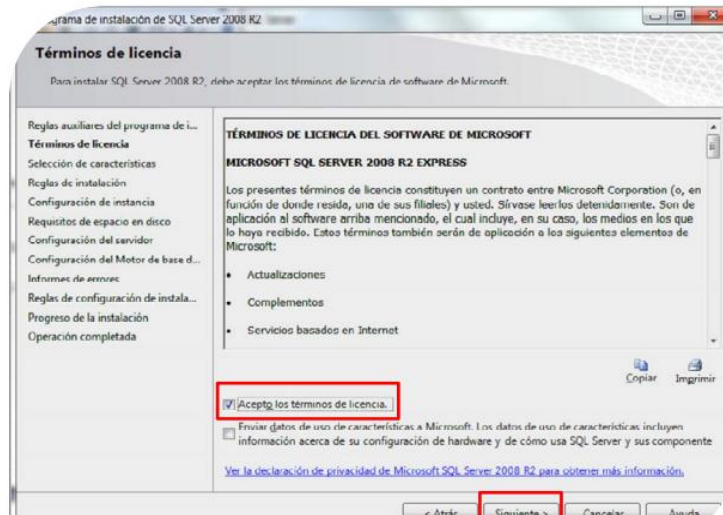 grama de instalación de SQL Server 2008 R2
Términos de licencia
Para instalar SQL Server 2008 R2, debe aceptar los términos de licencia de software de Microsoft.
Reglas auxiliares del programa de i...
Términos de licencia
Selección de características
Reglas de instalación
Configuración de instancia
Requisitos de espacio en disco
Configuración del servidor
Configuración del Motor de base d...
Informes de errores
Reglas de configuración de instala...
Progreso de la instalación
Operación completada
TÉRMINOS DE LICENCIA DEL SOFTWARE DE MICROSOFT
MICROSOFT SQL SERVER 2008 R2 EXPRESS
Los presentes términos de licencia constituyen un contrato entre Microsoft Corporation (o, en
función de donde resida, una de sus filiales) y usted. Sírvase leerlos detenidamente. Son de
aplicación al software arriba mencionado, el cual incluye, en su caso, los medios en los que
lo haya recibido. Estos términos también serán de aplicación a los siguientes elementos de
Microsoft:
• Actualizaciones
• Complementos
• Servicios basados en Internet
Copiar Imprimir
Acepto los términos de licencia.
Enviar datos de uso de características a Microsoft. Los datos de uso de características incluyen
información acerca de su configuración de hardware y de cómo usa SQL Server y sus componente
Ver la declaración de privacidad de Microsoft SQL Server 2008 R2 para obtener más información.
< Atrás Siguiente > Cancelar Ayuda